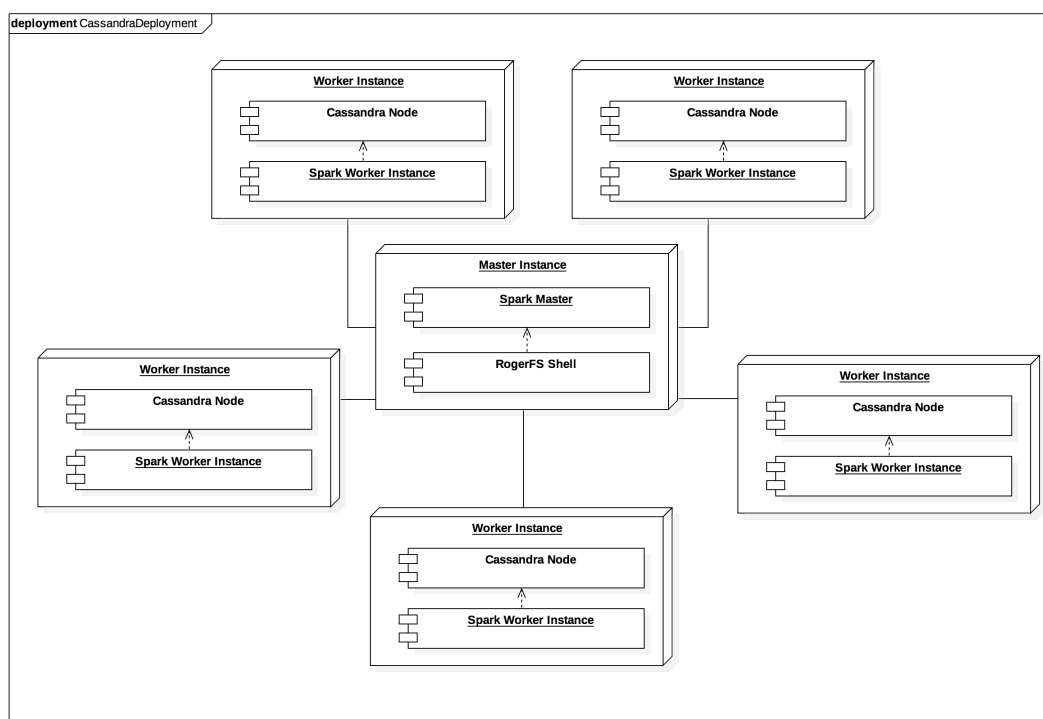 deployment CassandraDeployment
Worker Instance
Cassandra Node
Spark Worker Instance
Worker Instance
Cassandra Node
Spark Worker Instance
Master Instance
Spark Master
RogerFS Shell
Worker Instance
Cassandra Node
Spark Worker Instance
Worker Instance
Cassandra Node
Spark Worker Instance
Worker Instance
Cassandra Node
Spark Worker Instance